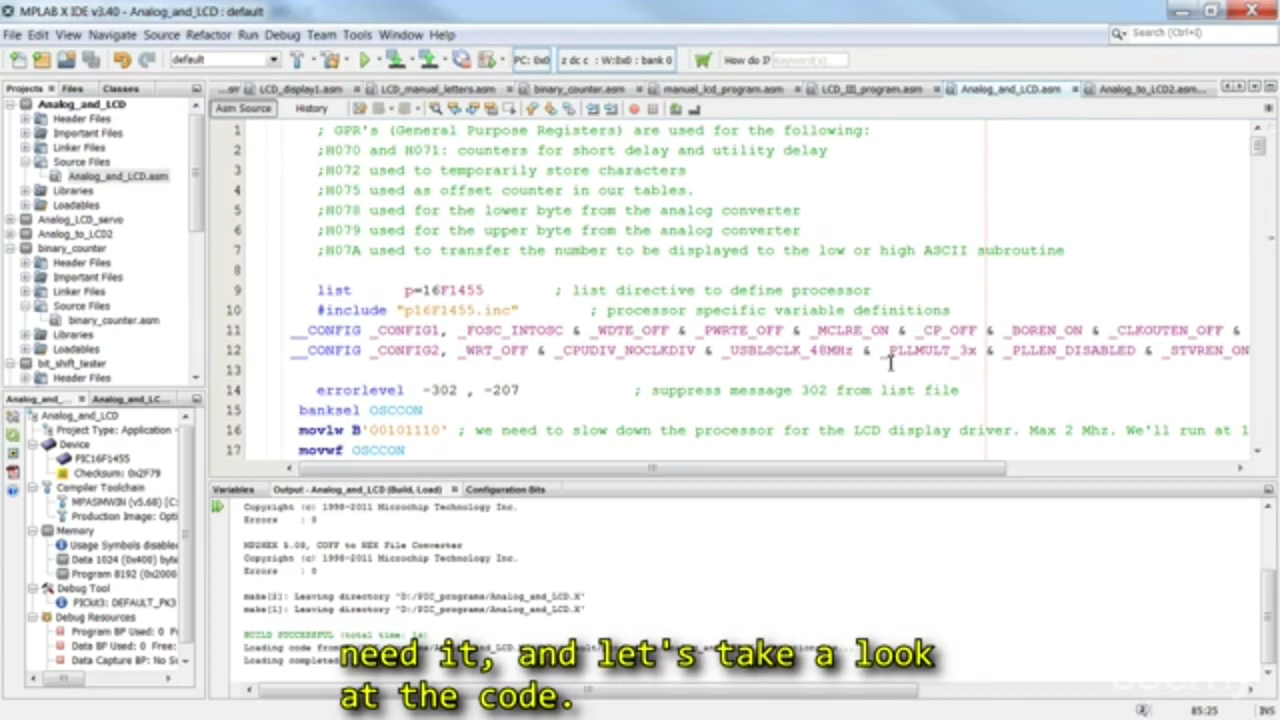 MPLAB X IDE v3.40 - Analog_and_LCD : default
File Edit View Navigate Source Refactor Run Debug Team Tools Window Help
Search (Ctrl+I)
default
PC: 0x0
z dc c : W:0x0 : bank 0
How do I?
Keyword(s)
Projects Files Classes
LCD_display1.asm LCD_manual_letters.asm binary_counter.asm manual_lcd_program.asm LCD_III_program.asm Analog_and_LCD.asm Analog_to_LCD2.asm...
Asm Source History
Analog_and_LCD
Header Files
Important Files
Linker Files
Source Files
Analog_and_LCD.asm
Libraries
Loadables
Analog_LCD_servo
Analog_to_LCD2
binary_counter
Header Files
Important Files
Linker Files
Source Files
binary_counter.asm
Libraries
Loadables
bit_shift_tester
Header Files
1 ; GPR's (General Purpose Registers) are used for the following:
2 ;H070 and H071: counters for short delay and utility delay
3 ;H072 used to temporarily store characters
4 ;H075 used as offset counter in our tables.
5 ;H078 used for the lower byte from the analog converter
6 ;H079 used for the upper byte from the analog converter
7 ;H07A used to transfer the number to be displayed to the low or high ASCII subroutine
8
9 list p=16F1455 ; list directive to define processor
10 #include "p16F1455.inc" ; processor specific variable definitions
11 __CONFIG _CONFIG1, _FOSC_INTOSC & _WDTE_OFF & _PWRTE_OFF & _MCLRE_ON & _CP_OFF & _BOREN_ON & _CLKOUTEN_OFF &
12 __CONFIG _CONFIG2, _WRT_OFF & _CPUDIV_NOCLKDIV & _USBLSCLK_48MHz & _PLLMULT_3x & _PLLEN_DISABLED & _STVREN_ON
13
14 errorlevel -302 , -207 ; suppress message 302 from list file
15 banksel OSCCON
16 movlw B'00101110' ; we need to slow down the processor for the LCD display driver. Max 2 Mhz. We'll run at 1
17 movwf OSCCON
Analog_and_... Analog_and_LC...
Analog_and_LCD
Project Type: Application -
Device
PIC16F1455
Checksum: 0x2F79
Compiler Toolchain
MPASMWIN (v5.68) [C:
Production Image: Opti
Memory
Usage Symbols disabled
Data 1024 (0x400) byte
Program 8192 (0x2000
Debug Tool
PICkit3: DEFAULT_PK3
Debug Resources
Program BP Used: 0 F
Data BP Used: 0 Free:
Data Capture BP: No S
Variables Output - Analog_and_LCD (Build, Load) Configuration Bits
Copyright (c) 1998-2011 Microchip Technology Inc.
Errors : 0
MP2HEX 5.08, COFF to HEX File Converter
Copyright (c) 1998-2011 Microchip Technology Inc.
Errors : 0
make[2]: Leaving directory 'D:/PIC_programs/Analog_and_LCD.X'
make[1]: Leaving directory 'D:/PIC_programs/Analog_and_LCD.X'
BUILD SUCCESSFUL (total time: 1s)
Loading code from
Loading completed
need it, and let's take a look
at the code.
85:25 INS